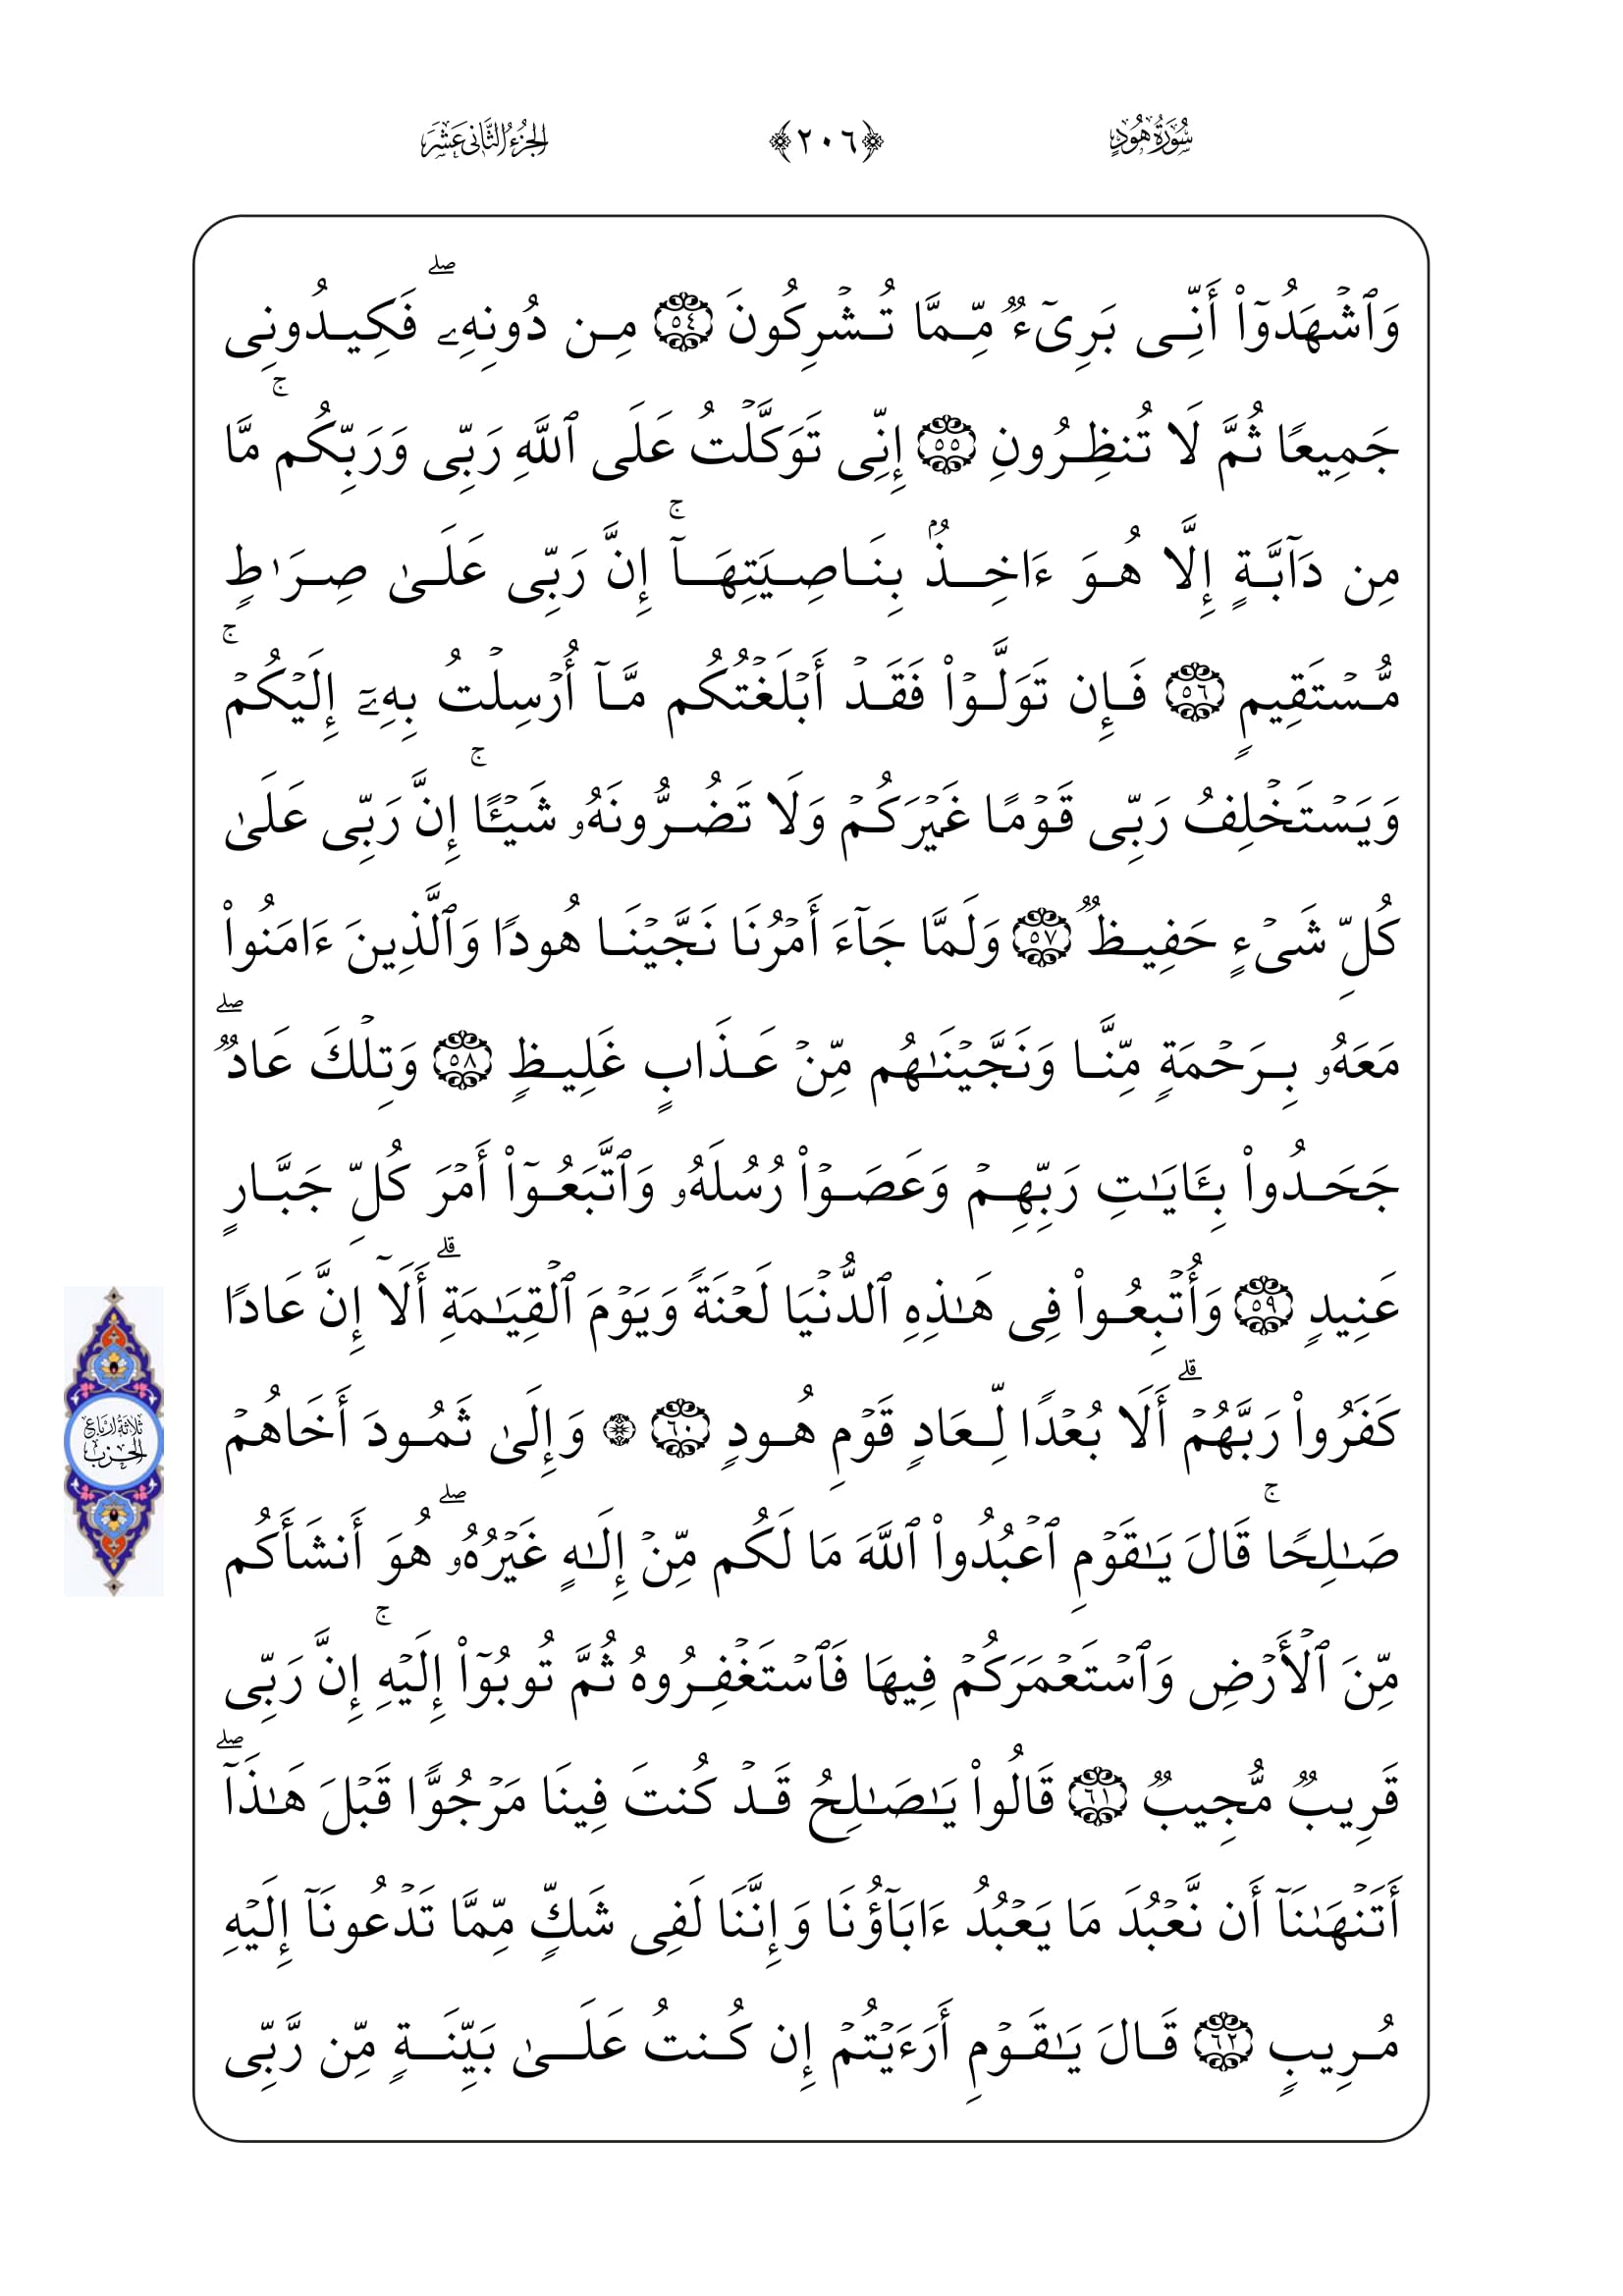 سُورَةُ هُودٍ ﴿٢٠٦﴾ الجُزْءُ الثَّانِى عَشَرَ
وَٱشْهَدُوٓا۟ أَنِّى بَرِىٓءٌۭ مِّمَّا تُشْرِكُونَ ٥٤ مِن دُونِهِۦ ۖ فَكِيدُونِى
جَمِيعًا ثُمَّ لَا تُنظِرُونِ ٥٥ إِنِّى تَوَكَّلْتُ عَلَى ٱللَّهِ رَبِّى وَرَبِّكُم ۚ مَّا
مِن دَآبَّةٍ إِلَّا هُوَ ءَاخِذٌۢ بِنَاصِيَتِهَآ ۚ إِنَّ رَبِّى عَلَىٰ صِرَٰطٍ
مُّسْتَقِيمٍ ٥٦ فَإِن تَوَلَّوْا۟ فَقَدْ أَبْلَغْتُكُم مَّآ أُرْسِلْتُ بِهِۦٓ إِلَيْكُمْ ۚ
وَيَسْتَخْلِفُ رَبِّى قَوْمًا غَيْرَكُمْ وَلَا تَضُرُّونَهُۥ شَيْـًٔا ۚ إِنَّ رَبِّى عَلَىٰ
كُلِّ شَىْءٍ حَفِيظٌۭ ٥٧ وَلَمَّا جَآءَ أَمْرُنَا نَجَّيْنَا هُودًا وَٱلَّذِينَ ءَامَنُوا۟
مَعَهُۥ بِرَحْمَةٍ مِّنَّا وَنَجَّيْنَـٰهُم مِّنْ عَذَابٍ غَلِيظٍ ٥٨ وَتِلْكَ عَادٌۭ ۖ
جَحَدُوا۟ بِـَٔايَـٰتِ رَبِّهِمْ وَعَصَوْا۟ رُسُلَهُۥ وَٱتَّبَعُوٓا۟ أَمْرَ كُلِّ جَبَّارٍ
عَنِيدٍ ٥٩ وَأُتْبِعُوا۟ فِى هَـٰذِهِ ٱلدُّنْيَا لَعْنَةً وَيَوْمَ ٱلْقِيَـٰمَةِ ۗ أَلَآ إِنَّ عَادًا
كَفَرُوا۟ رَبَّهُمْ ۗ أَلَا بُعْدًا لِّعَادٍ قَوْمِ هُودٍ ٦٠ ۞ وَإِلَىٰ ثَمُودَ أَخَاهُمْ
ثلاثة أرباع
الحزب
صَـٰلِحًا ۚ قَالَ يَـٰقَوْمِ ٱعْبُدُوا۟ ٱللَّهَ مَا لَكُم مِّنْ إِلَـٰهٍ غَيْرُهُۥ ۖ هُوَ أَنشَأَكُم
مِّنَ ٱلْأَرْضِ وَٱسْتَعْمَرَكُمْ فِيهَا فَٱسْتَغْفِرُوهُ ثُمَّ تُوبُوٓا۟ إِلَيْهِ ۚ إِنَّ رَبِّى
قَرِيبٌۭ مُّجِيبٌۭ ٦١ قَالُوا۟ يَـٰصَـٰلِحُ قَدْ كُنتَ فِينَا مَرْجُوًّا قَبْلَ هَـٰذَآ ۖ
أَتَنْهَىٰنَآ أَن نَّعْبُدَ مَا يَعْبُدُ ءَابَآؤُنَا وَإِنَّنَا لَفِى شَكٍّ مِّمَّا تَدْعُونَآ إِلَيْهِ
مُرِيبٍ ٦٢ قَالَ يَـٰقَوْمِ أَرَءَيْتُمْ إِن كُنتُ عَلَىٰ بَيِّنَةٍ مِّن رَّبِّى